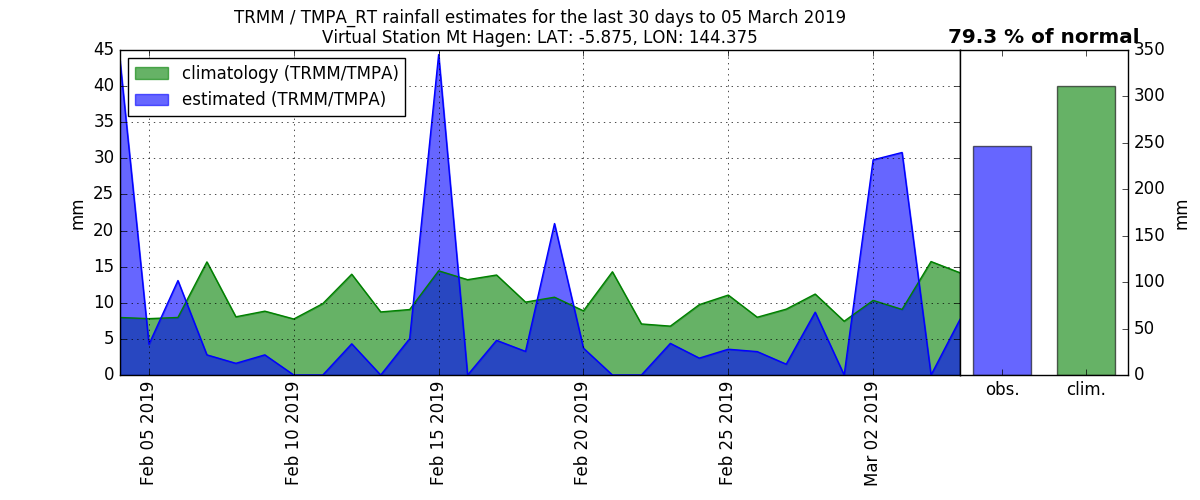 TRMM / TMPA_RT rainfall estimates for the last 30 days to 05 March 2019
Virtual Station Mt Hagen: LAT: -5.875, LON: 144.375
79.3 % of normal
climatology (TRMM/TMPA)
estimated (TRMM/TMPA)
45
40
35
30
25
20
15
10
5
0
mm
Feb 05 2019
Feb 10 2019
Feb 15 2019
Feb 20 2019
Feb 25 2019
Mar 02 2019
350
300
250
200
150
100
50
0
mm
obs.
clim.